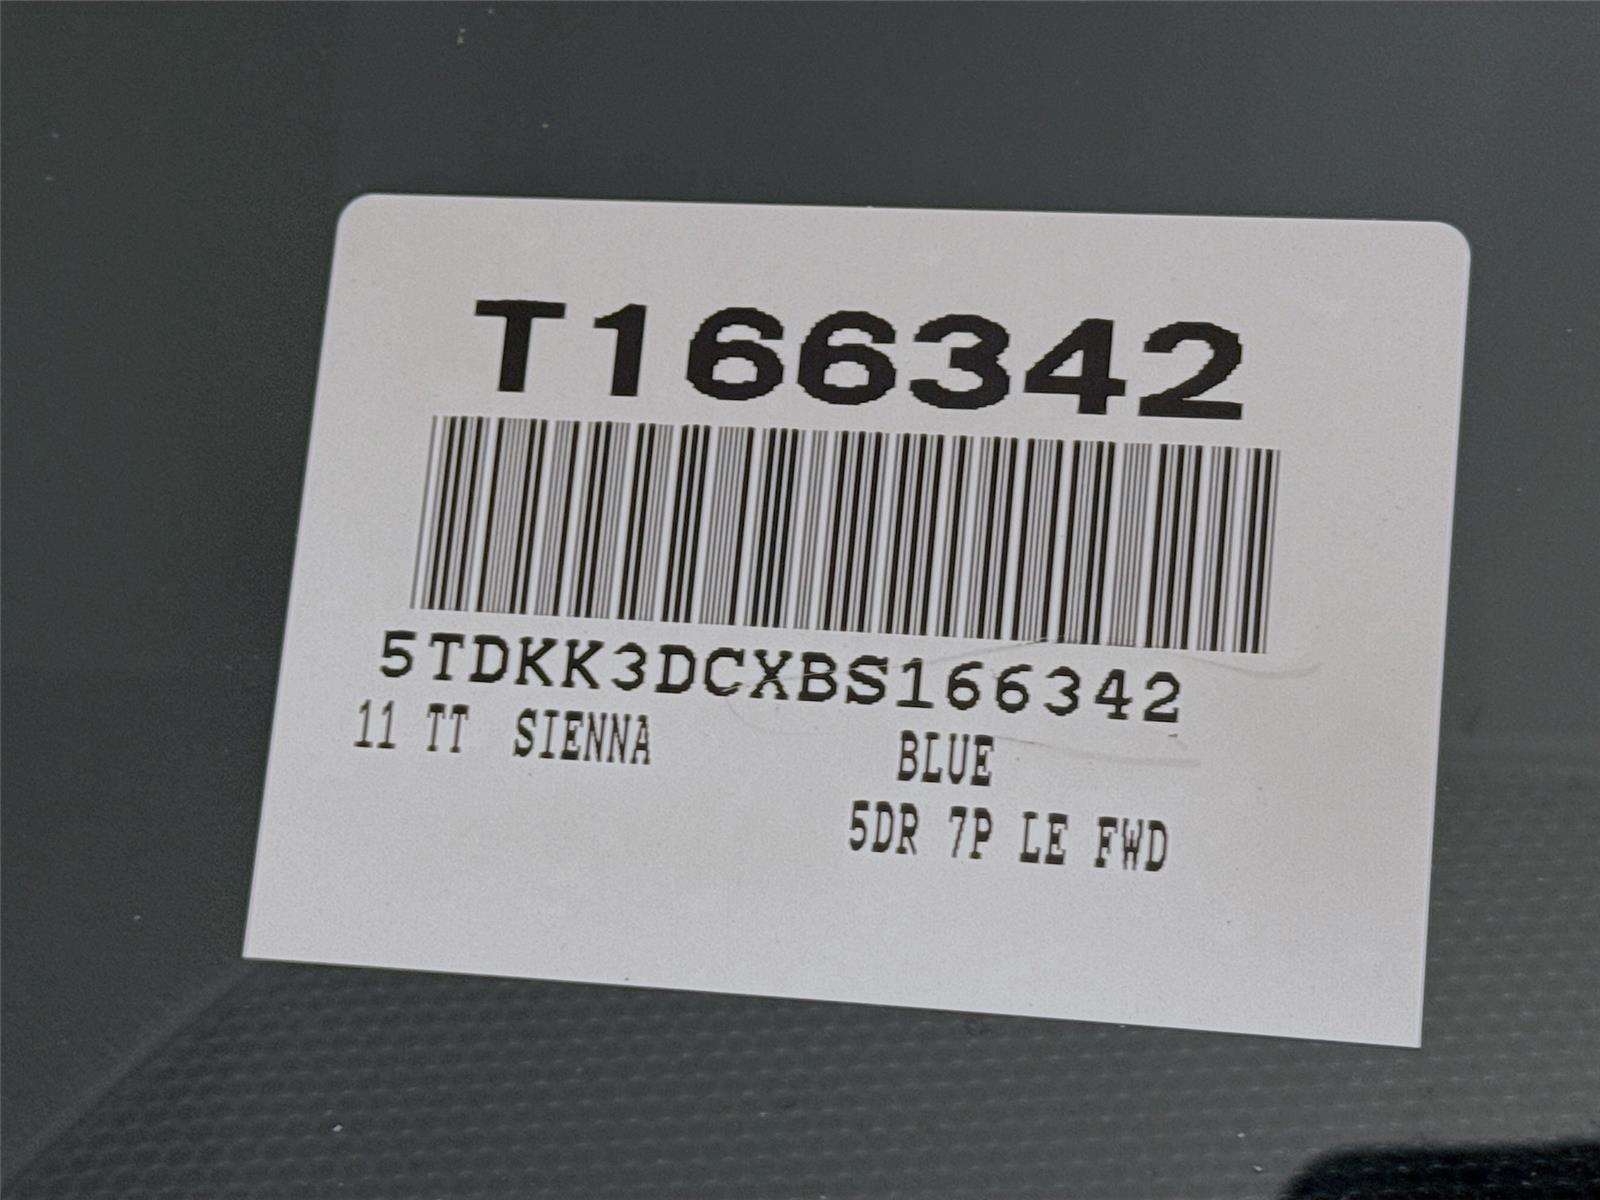 T166342
5TDKK3DCXBS166342
11 TT SIENNA BLUE
5DR 7P LE FWD